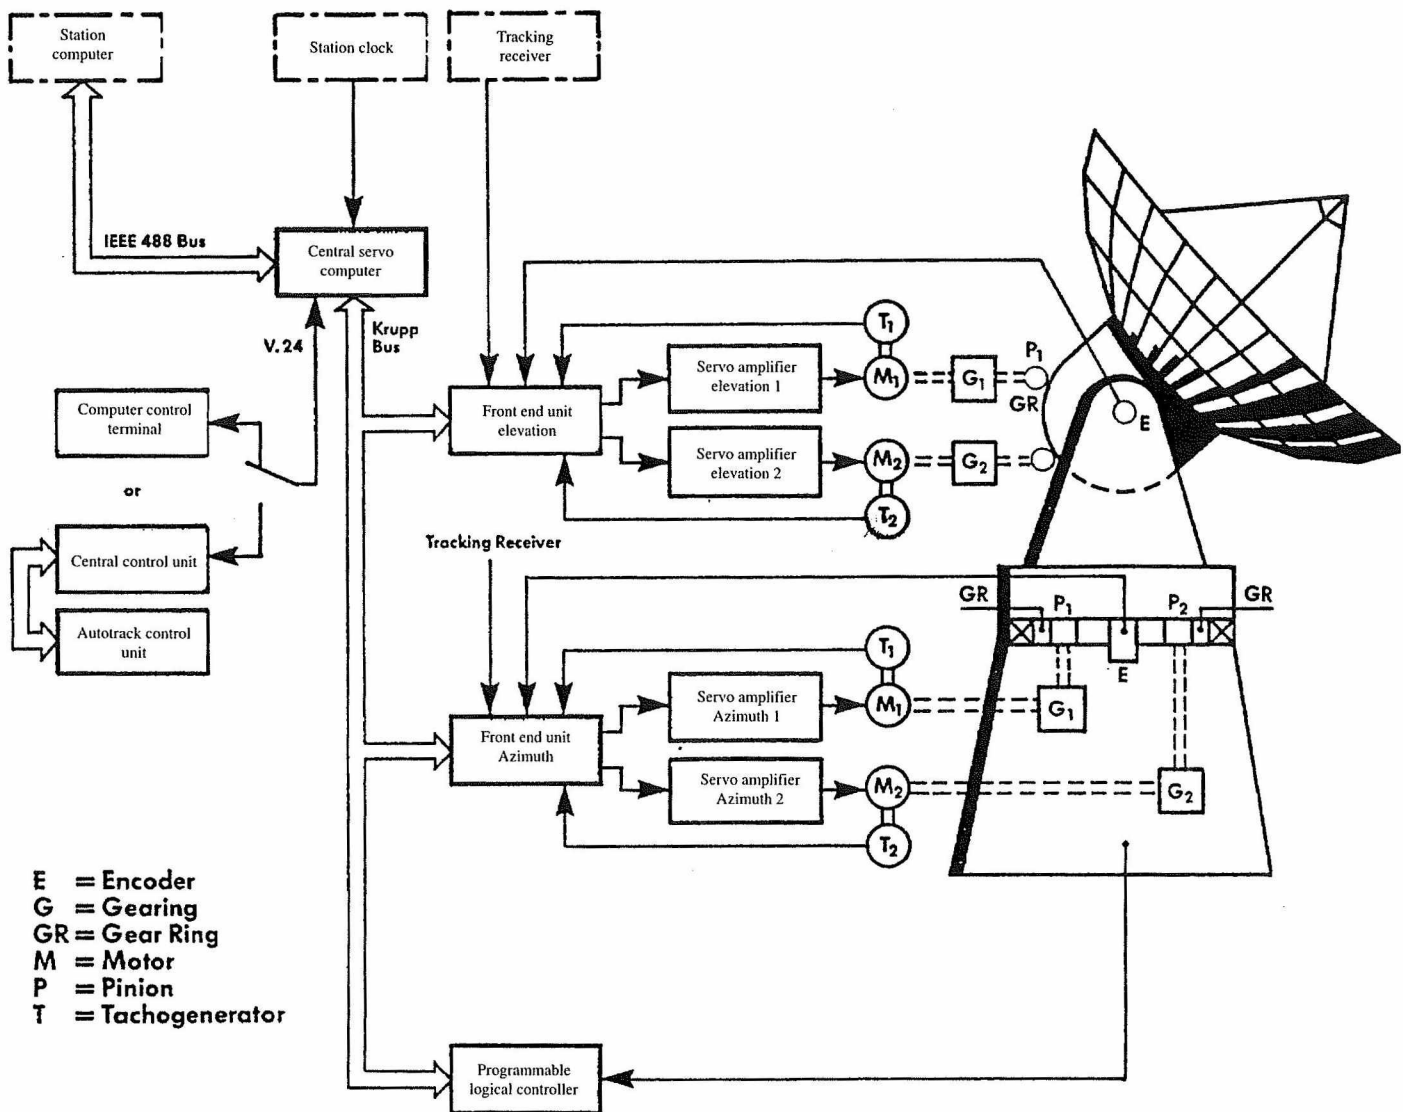 Station
computer
Station clock
Tracking
receiver
IEEE 488 Bus
Central servo
computer
V.24
Krupp
Bus
Computer control
terminal
or
Central control unit
Autotrack control
unit
Front end unit
elevation
Servo amplifier
elevation 1
Servo amplifier
elevation 2
T1
M1
G1
P1
GR
E
M2
G2
T2
Tracking Receiver
Front end unit
Azimuth
Servo amplifier
Azimuth 1
Servo amplifier
Azimuth 2
T1
M1
G1
M2
G2
T2
GR
P1
P2
GR
E
E = Encoder
G = Gearing
GR = Gear Ring
M = Motor
P = Pinion
T = Tachogenerator
Programmable
logical controller